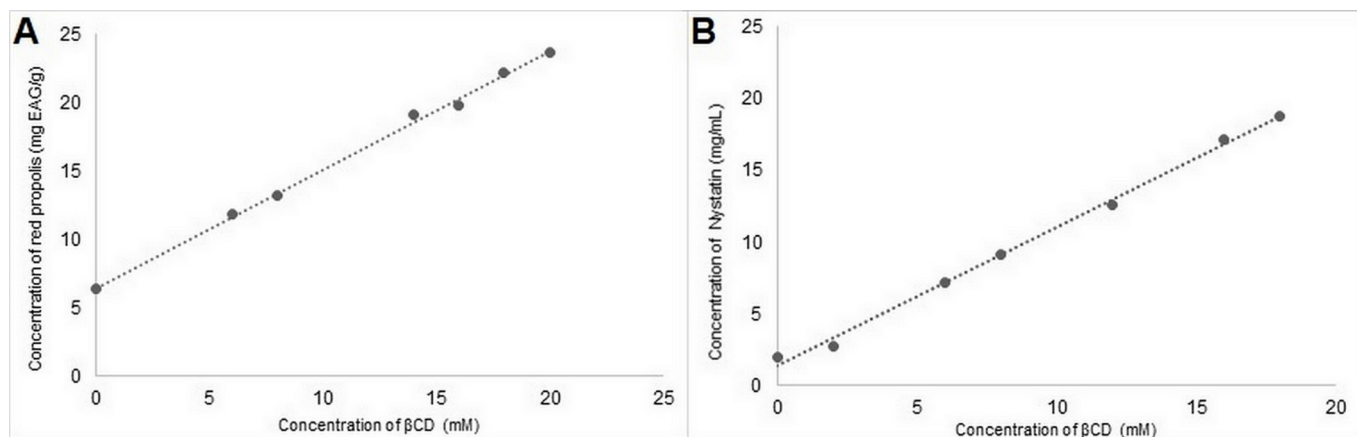 A
Concentration of red propolis (mg EAG/g)
25
20
15
10
5
0
0 5 10 15 20 25
Concentration of βCD (mM)
B
Concentration of Nystatin (mg/mL)
25
20
15
10
5
0
0 5 10 15 20
Concentration of βCD (mM)